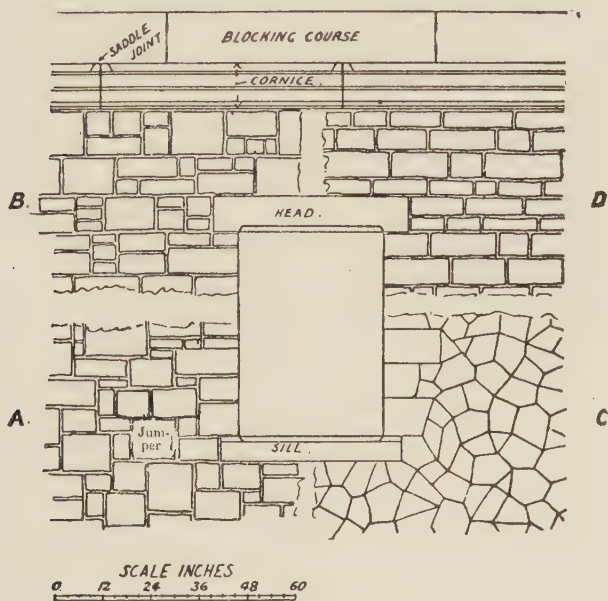 SADDLE
JOINT
BLOCKING COURSE
CORNICE.
B.
D
HEAD.
A.
Jum-
per
C
SILL.
SCALE INCHES
0 12 24 36 48 60